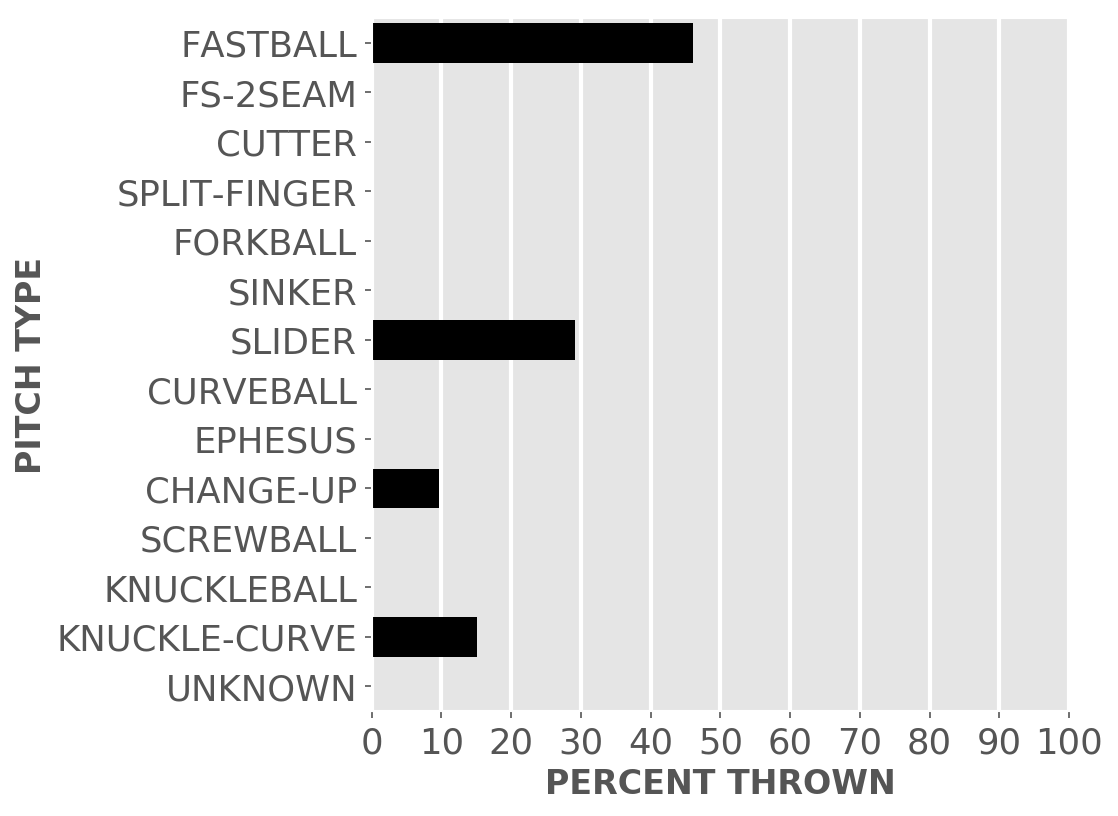 FASTBALL
FS-2SEAM
CUTTER
SPLIT-FINGER
FORKBALL
SINKER
SLIDER
CURVEBALL
EPHESUS
CHANGE-UP
SCREWBALL
KNUCKLEBALL
KNUCKLE-CURVE
UNKNOWN
PITCH TYPE
0 10 20 30 40 50 60 70 80 90 100
PERCENT THROWN